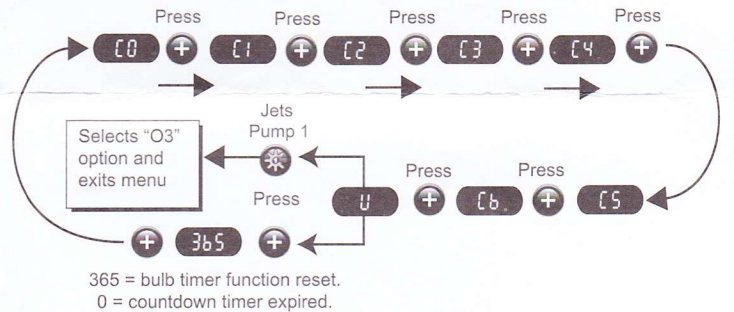 Press Press Press Press Press
C0 + C1 + C2 + C3 + C4 +
Jets
Pump 1
Selects "O3"
option and
exits menu
Press Press
Press
U + C6 + C5
+ 365 +
365 = bulb timer function reset.
0 = countdown timer expired.